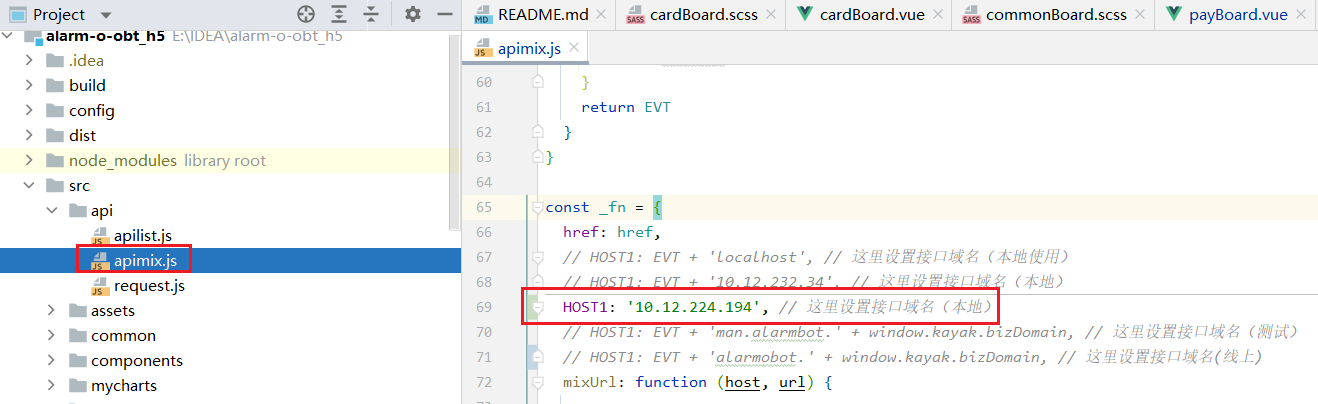 Project
README.md
cardBoard.scss
cardBoard.vue
commonBoard.scss
payBoard.vue
alarm-o-obt_h5 E:\IDEA\alarm-o-obt_h5
.idea
build
config
dist
node_modules library root
src
api
apilist.js
apimix.js
request.js
assets
common
components
mycharts
apimix.js
60 }
61 return EVT
62 }
63 }
64
65 const _fn = {
66 href: href,
67 // HOST1: EVT + 'localhost', // 这里设置接口域名（本地使用）
68 // HOST1: EVT + '10.12.232.34', // 这里设置接口域名（本地）
69 HOST1: '10.12.224.194', // 这里设置接口域名（本地）
70 // HOST1: EVT + 'man.alarmbot.' + window.kayak.bizDomain, // 这里设置接口域名（测试）
71 // HOST1: EVT + 'alarmobot.' + window.kayak.bizDomain, // 这里设置接口域名(线上)
72 mixUrl: function (host, url) {